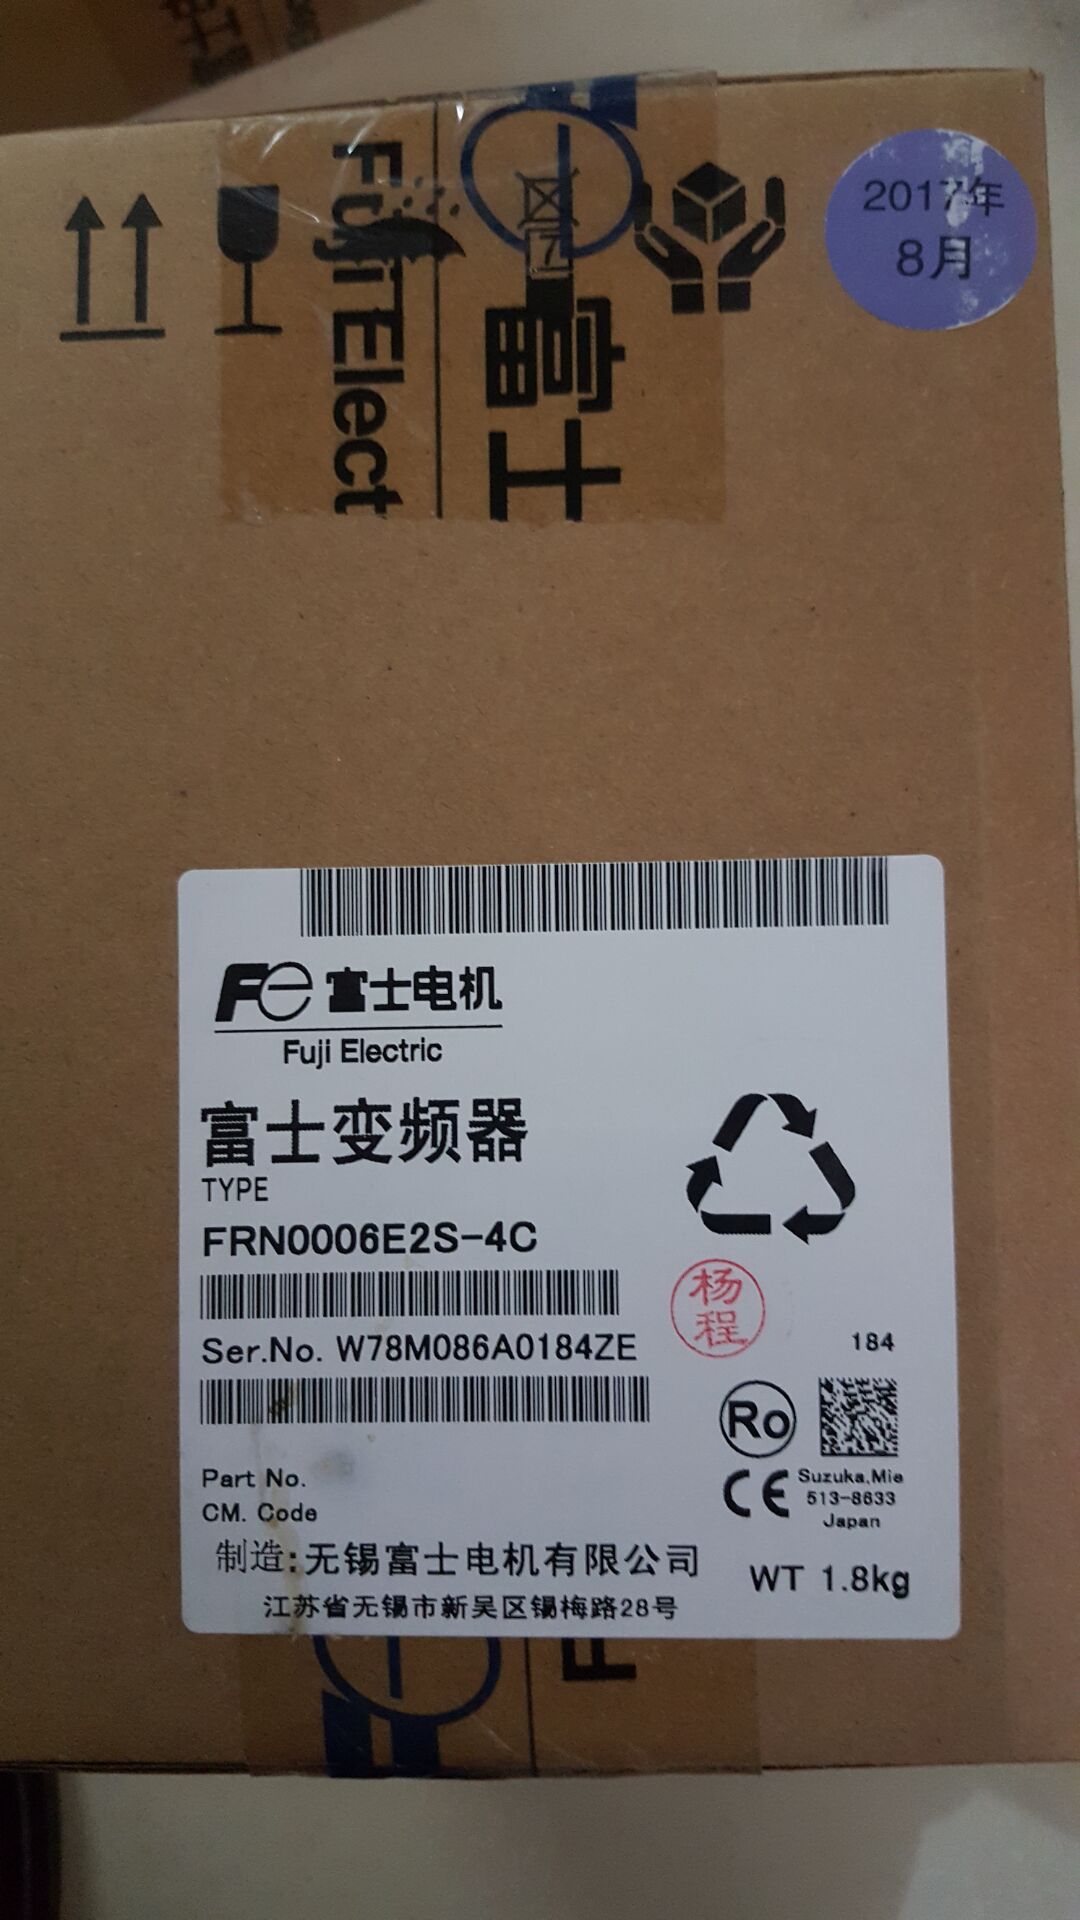 2017年
8月
Fuji Elect
富士
Fe 富士电机
Fuji Electric
富士变频器
TYPE
FRN0006E2S-4C
Ser.No. W78M086A0184ZE
杨
程
184
Ro
CE
Suzuka,Mie
513-8633
Japan
Part No.
CM. Code
制造:无锡富士电机有限公司
江苏省无锡市新吴区锡梅路28号
WT 1.8kg
F